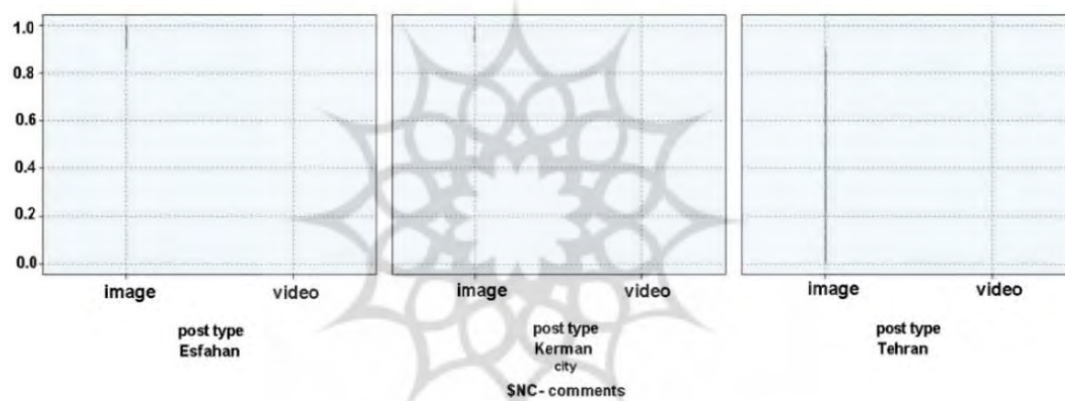 1.0
0.8
0.6
0.4
0.2
0.0
image video image video image video
post type post type post type
Esfahan Kerman Tehran
city
$NC- comments